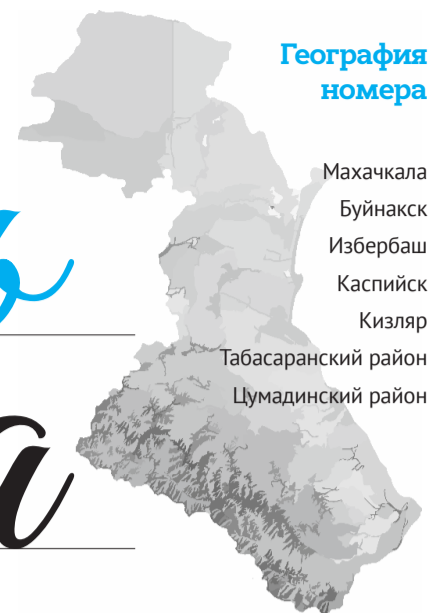 География
номера
Махачкала
Буйнакск
Избербаш
Каспийск
Кизляр
Табасаранский район
Цумадинский район
ь
а